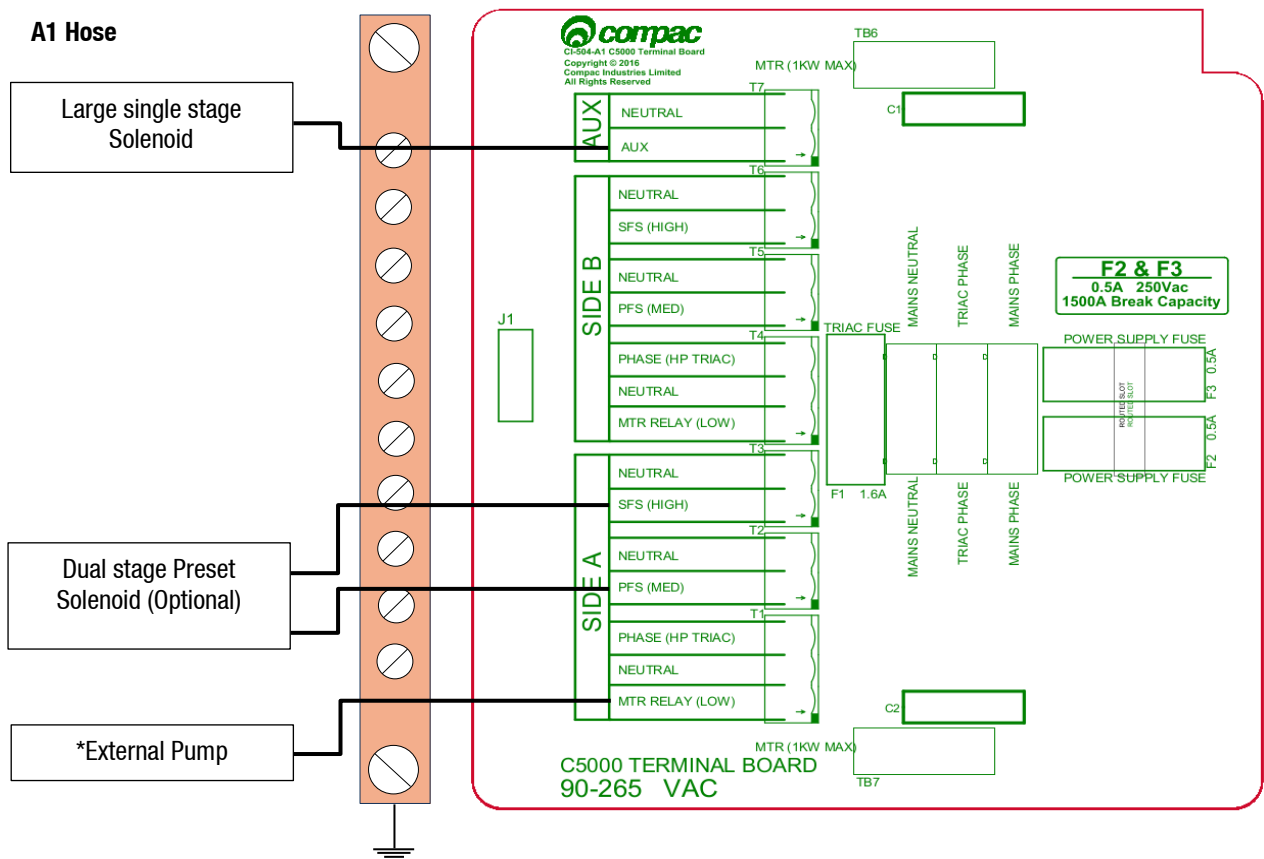 A1 Hose
Large single stage
Solenoid
Dual stage Preset
Solenoid (Optional)
*External Pump
compac
CI-504-A1 C5000 Terminal Board
Copyright © 2016
Compac Industries Limited
All Rights Reserved
MTR (1KW MAX)
TB6
C1
T7
AUX
NEUTRAL
AUX
T6
SIDE B
NEUTRAL
SFS (HIGH)
T5
NEUTRAL
PFS (MED)
T4
PHASE (HP TRIAC)
NEUTRAL
MTR RELAY (LOW)
J1
T3
SIDE A
NEUTRAL
SFS (HIGH)
T2
NEUTRAL
PFS (MED)
T1
PHASE (HP TRIAC)
NEUTRAL
MTR RELAY (LOW)
TRIAC FUSE
F1 1.6A
MAINS NEUTRAL
TRIAC PHASE
MAINS PHASE
MAINS NEUTRAL
TRIAC PHASE
MAINS PHASE
F2 & F3
0.5A 250Vac
1500A Break Capacity
POWER SUPPLY FUSE
F3 0.5A
ROUTED SLOT
ROUTED SLOT
F2 0.5A
POWER SUPPLY FUSE
C2
MTR (1KW MAX)
TB7
C5000 TERMINAL BOARD
90-265 VAC